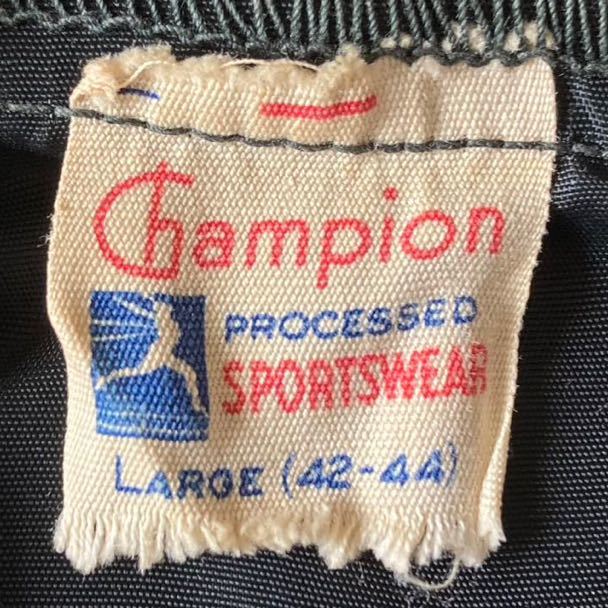 Champion
PROCESSED
SPORTSWEAR
LARGE (42-44)